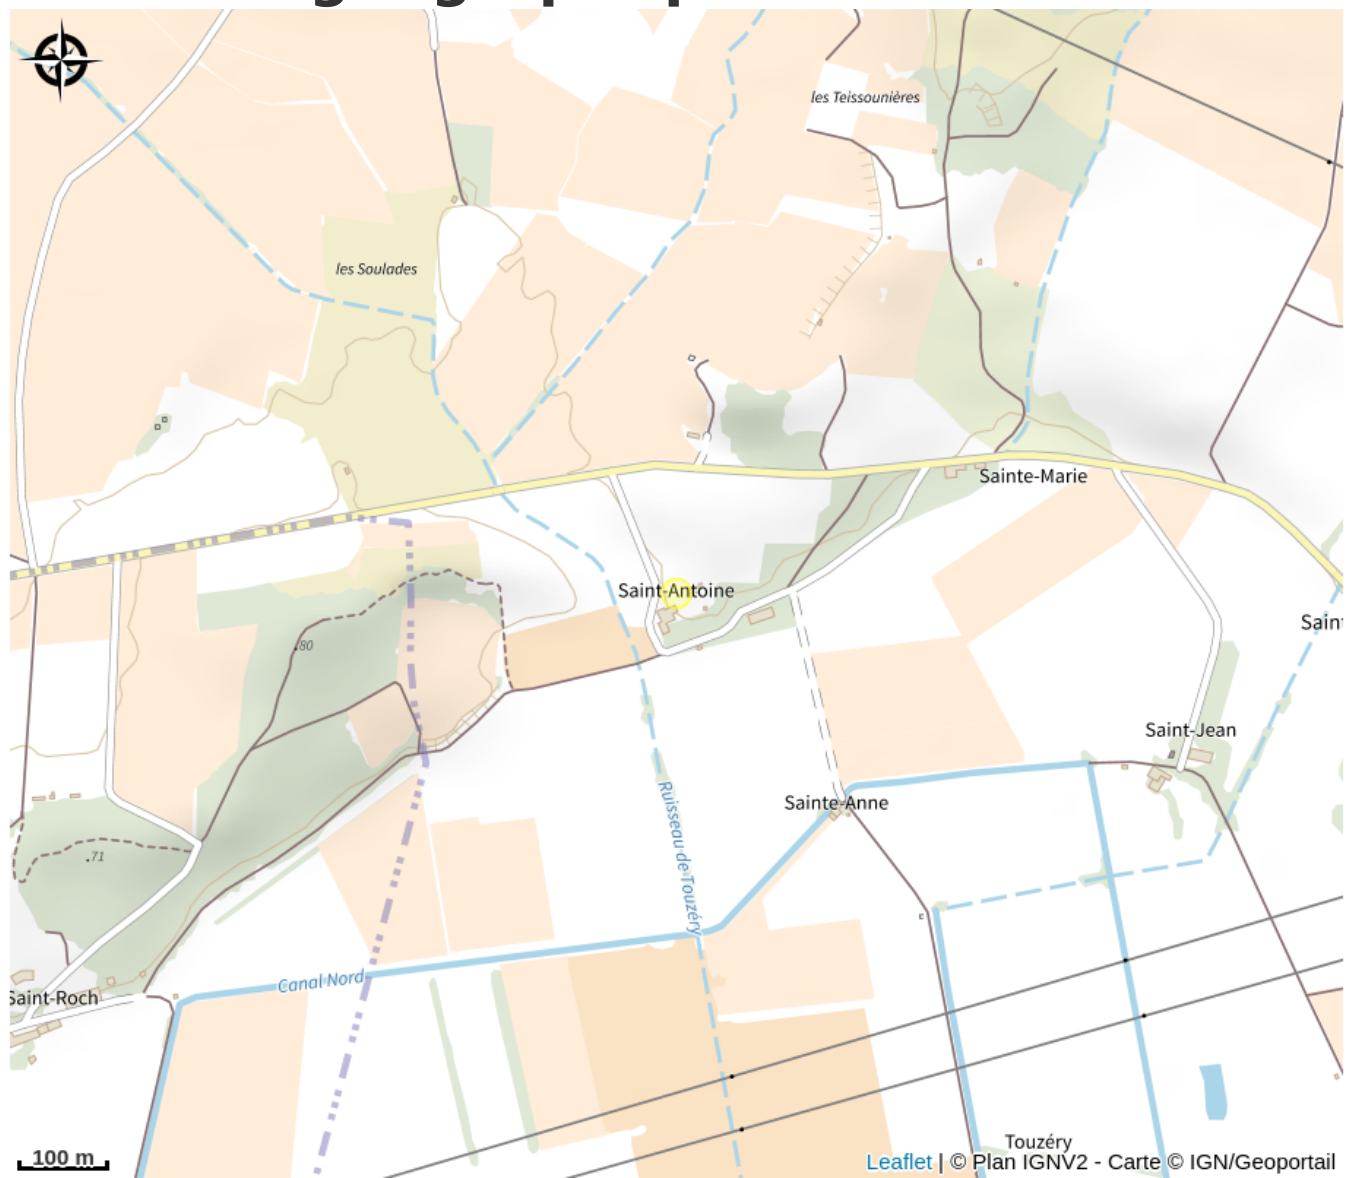 les Teissounières
les Soulades
Sainte-Marie
Saint-Antoine
Saint
80
Saint-Jean
Sainte-Anne
Ruisseau de Touzéry
71
Canal Nord
Saint-Roch
Touzéry
100 m
Leaflet | © Plan IGNV2 - Carte © IGN/Geoportail